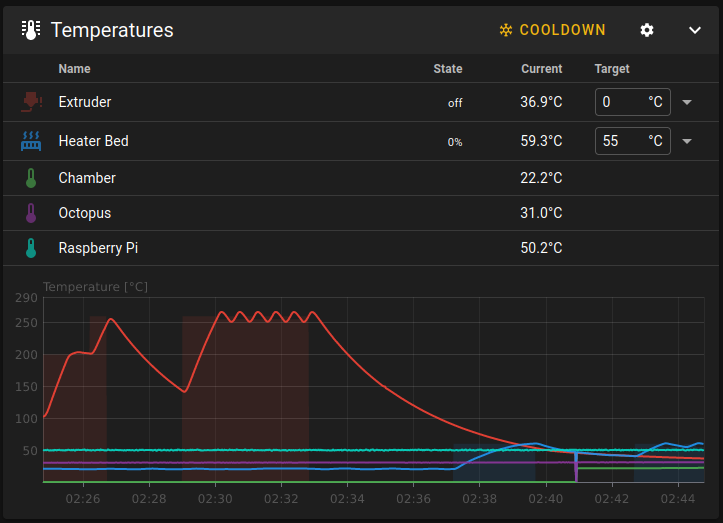 Temperatures COOLDOWN
Name State Current Target
Extruder off 36.9°C 0 °C
Heater Bed 0% 59.3°C 55 °C
Chamber 22.2°C
Octopus 31.0°C
Raspberry Pi 50.2°C
Temperature [°C]
290
250
200
150
100
50
02:26 02:28 02:30 02:32 02:34 02:36 02:38 02:40 02:42 02:44